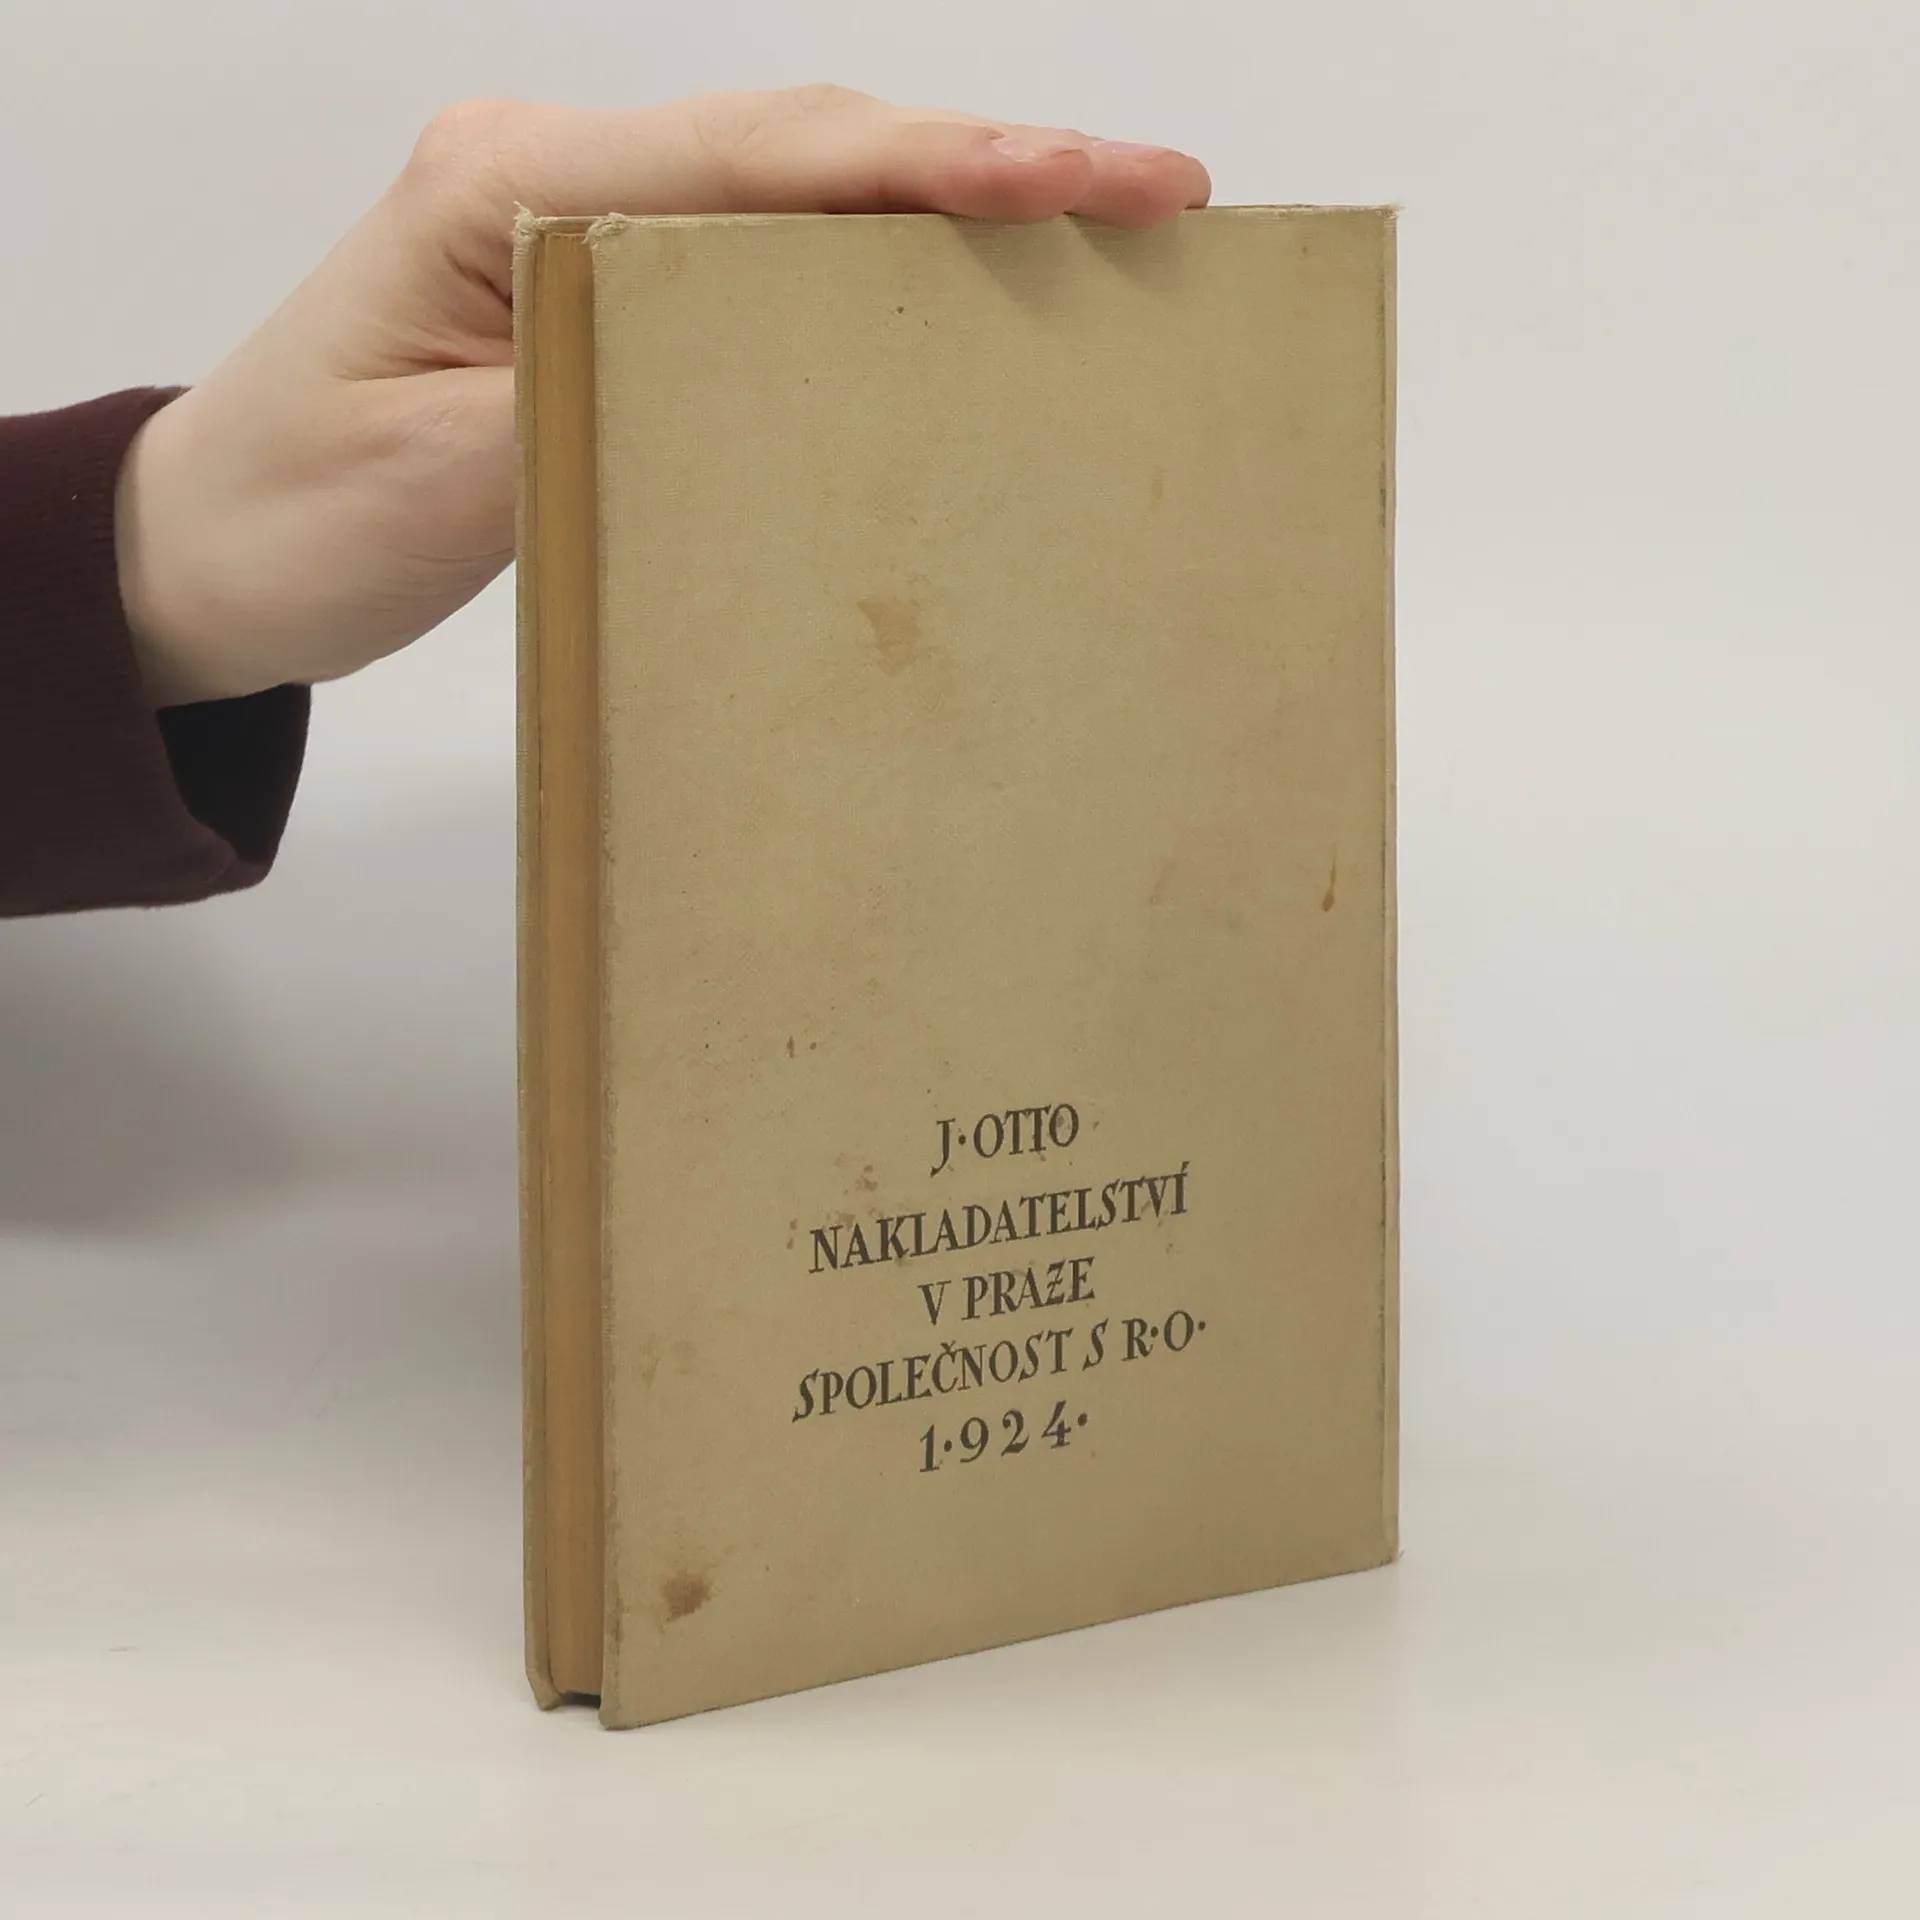 J·OTTO
NAKLADATELSTVÍ
V PRAZE
SPOLEČNOST S R·O·
1·924·